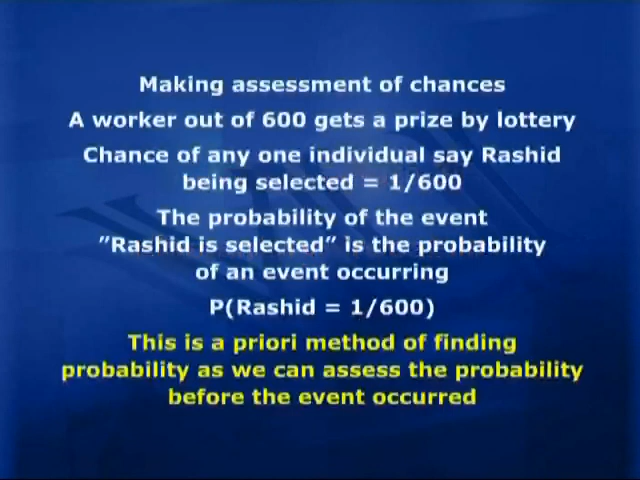 Making assessment of chances
A worker out of 600 gets a prize by lottery
Chance of any one individual say Rashid
being selected = 1/600
The probability of the event
”Rashid is selected” is the probability
of an event occurring
P(Rashid = 1/600)
This is a priori method of finding
probability as we can assess the probability
before the event occurred